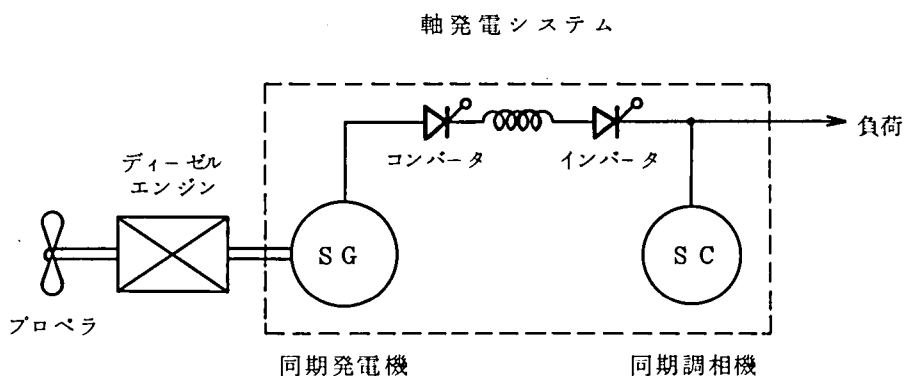 軸発電システム
コンバータ
インバータ
負荷
ディーゼル
エンジン
SG
SC
プロペラ
同期発電機
同期調相機